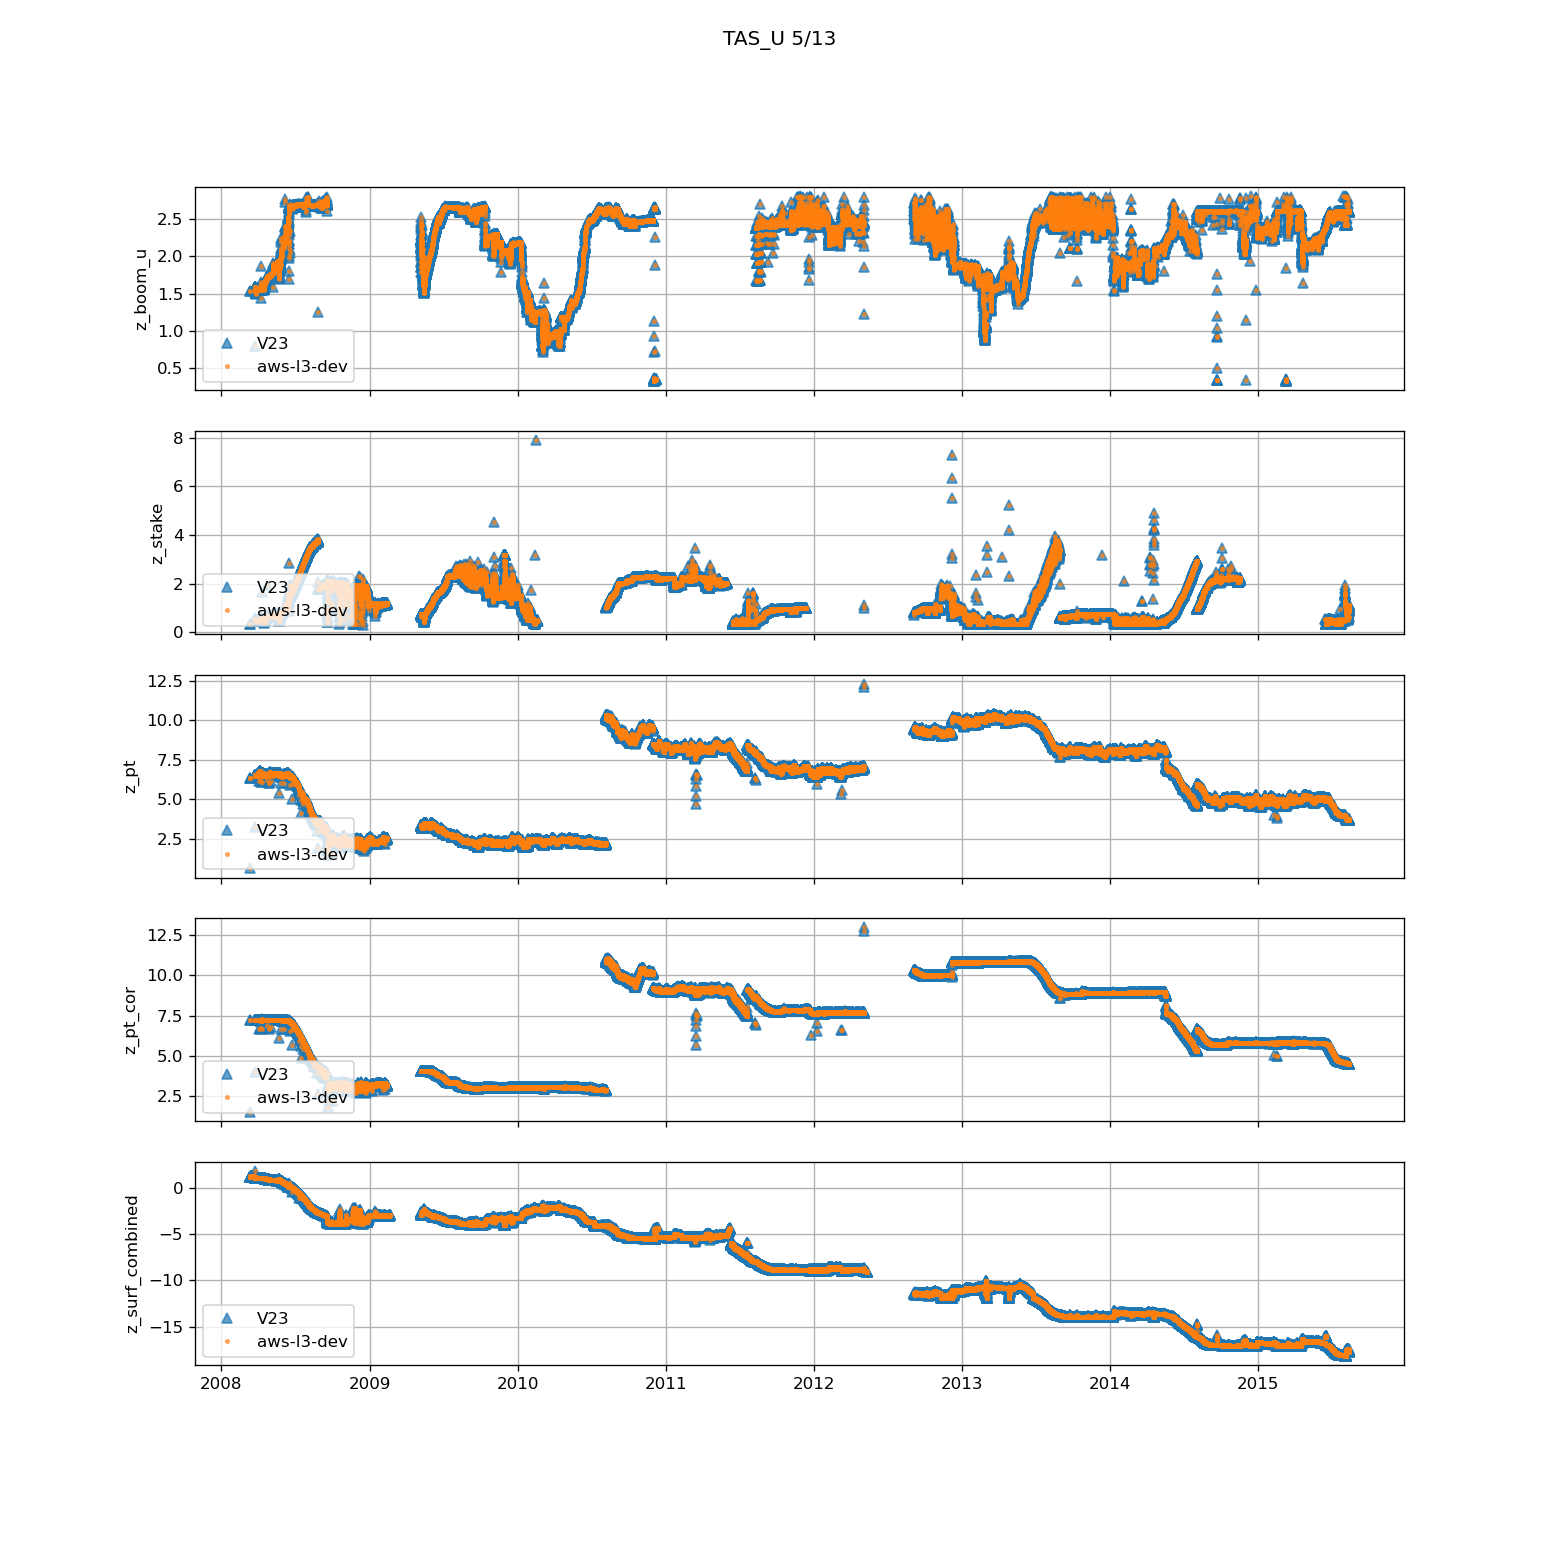 TAS_U 5/13
z_boom_u
2.5
2.0
1.5
1.0
0.5
V23
aws-l3-dev
z_stake
8
6
4
2
0
V23
aws-l3-dev
z_pt
12.5
10.0
7.5
5.0
2.5
V23
aws-l3-dev
z_pt_cor
12.5
10.0
7.5
5.0
2.5
V23
aws-l3-dev
z_surf_combined
0
−5
−10
−15
V23
aws-l3-dev
2008 2009 2010 2011 2012 2013 2014 2015